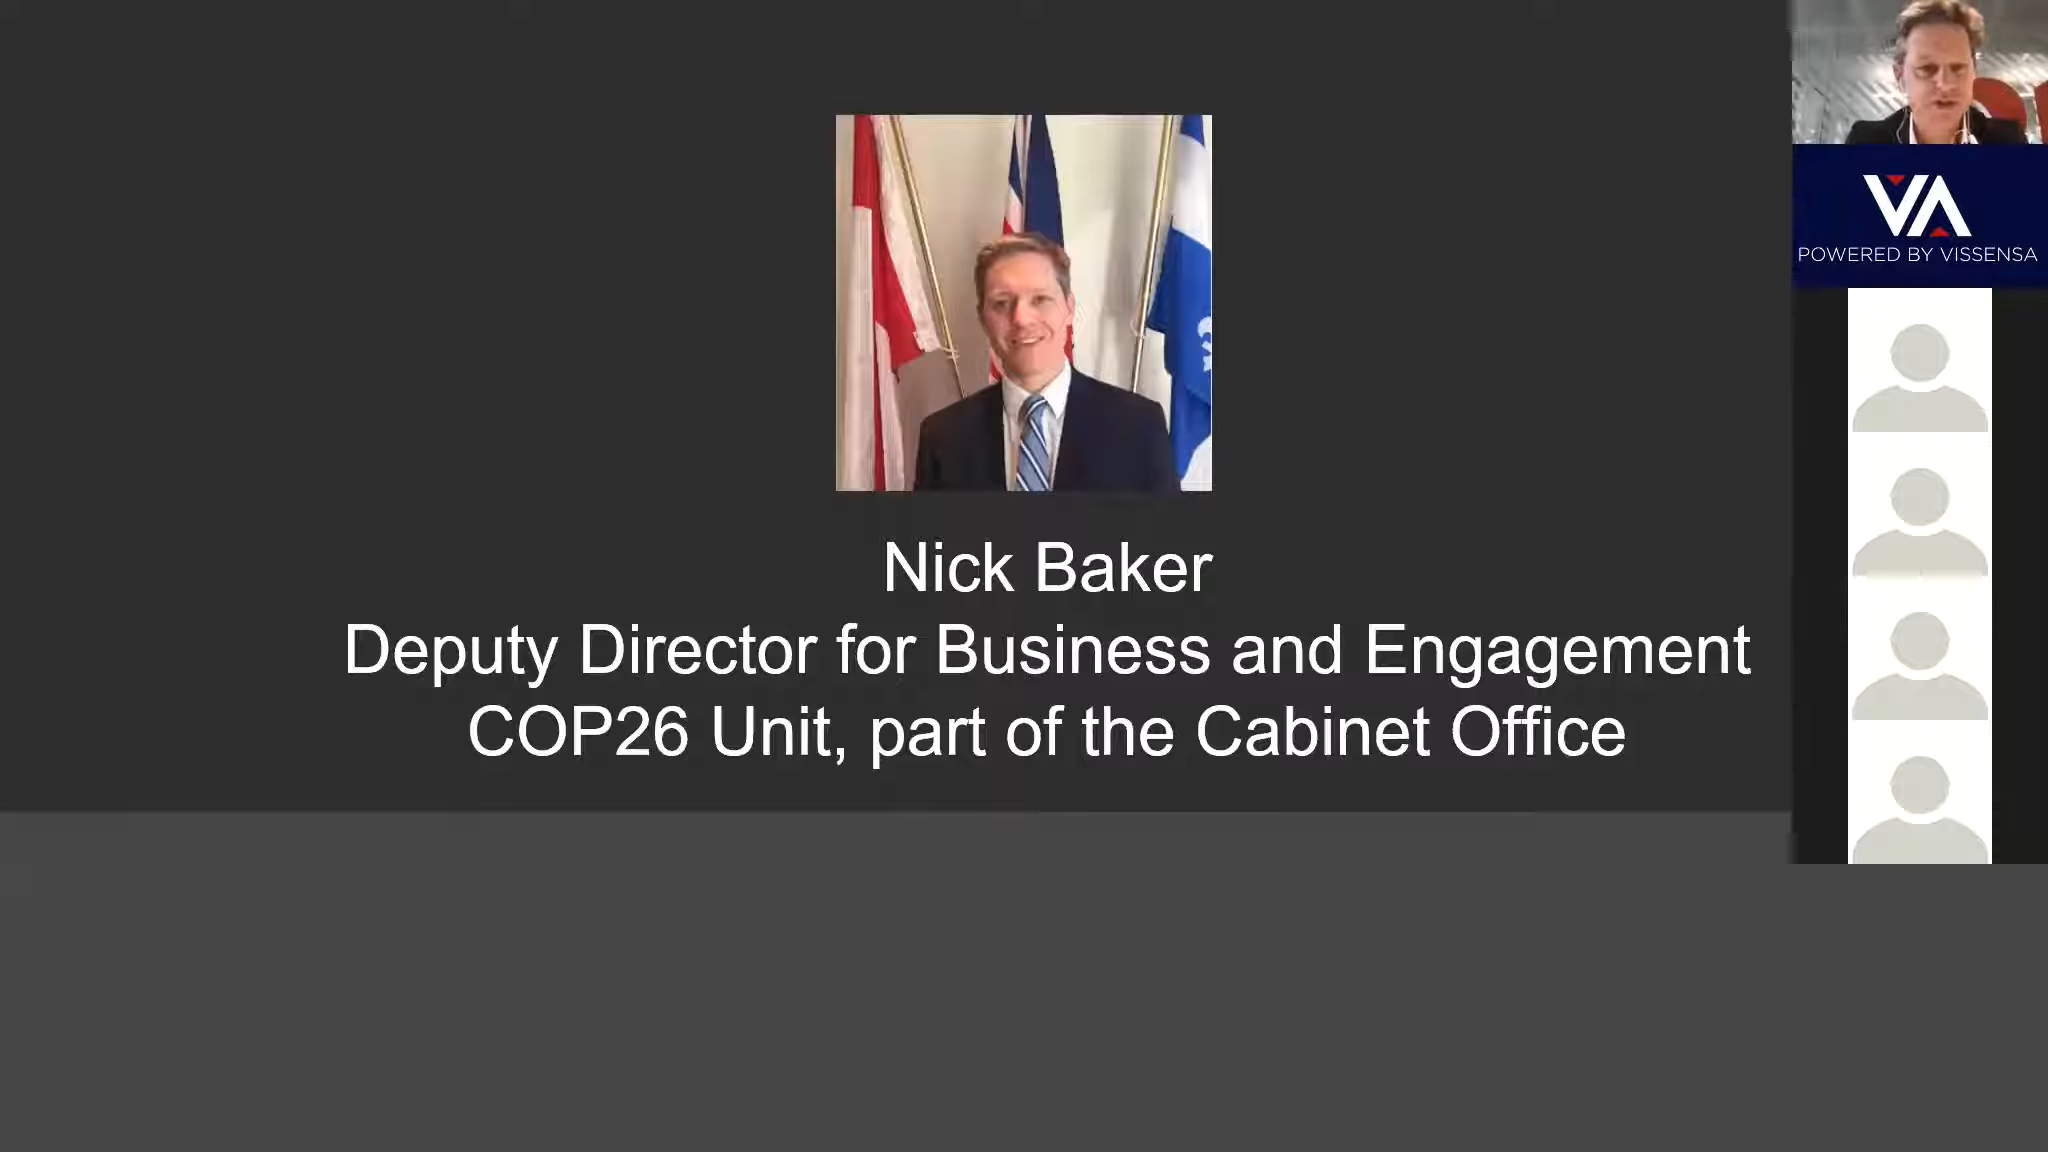 Nick Baker
Deputy Director for Business and Engagement
COP26 Unit, part of the Cabinet Office
VA
POWERED BY VISSENSA